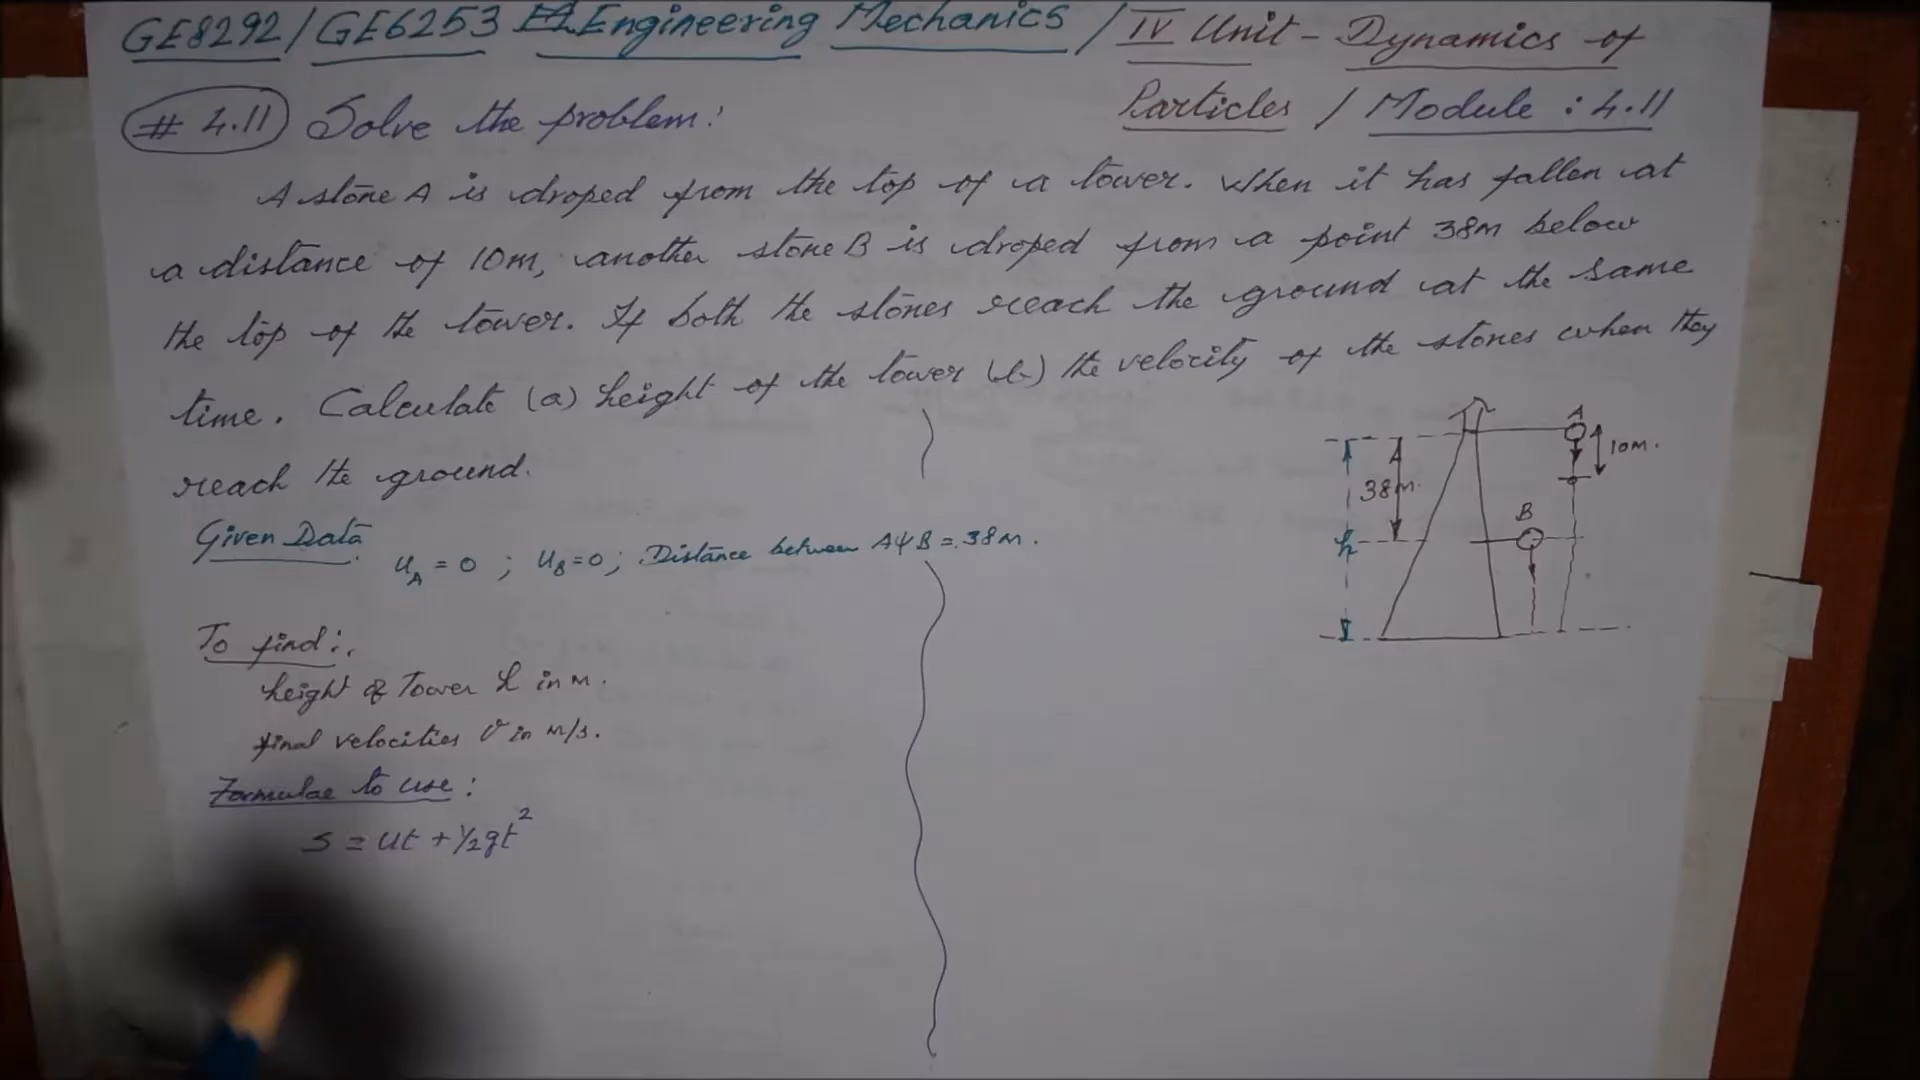 GE8292/GE6253 Engineering Mechanics / IV Unit - Dynamics of
Particles / Module : 4.11
# 4.11 Solve the problem:
A stone A is droped from the top of a tower. When it has fallen at
a distance of 10m, another stone B is droped from a point 38m below
the top of the tower. If both the stones reach the ground at the same
time. Calculate (a) height of the tower (b) the velocity of the stones when they
reach the ground.
A
10m.
38m.
B
h
Given Data
U_A = 0 ; U_B = 0 ; Distance between A & B = 38m.
To find :.
height of Tower h in m.
final velocities v in m/s.
Formulae to use :
S = ut + 1/2 gt²